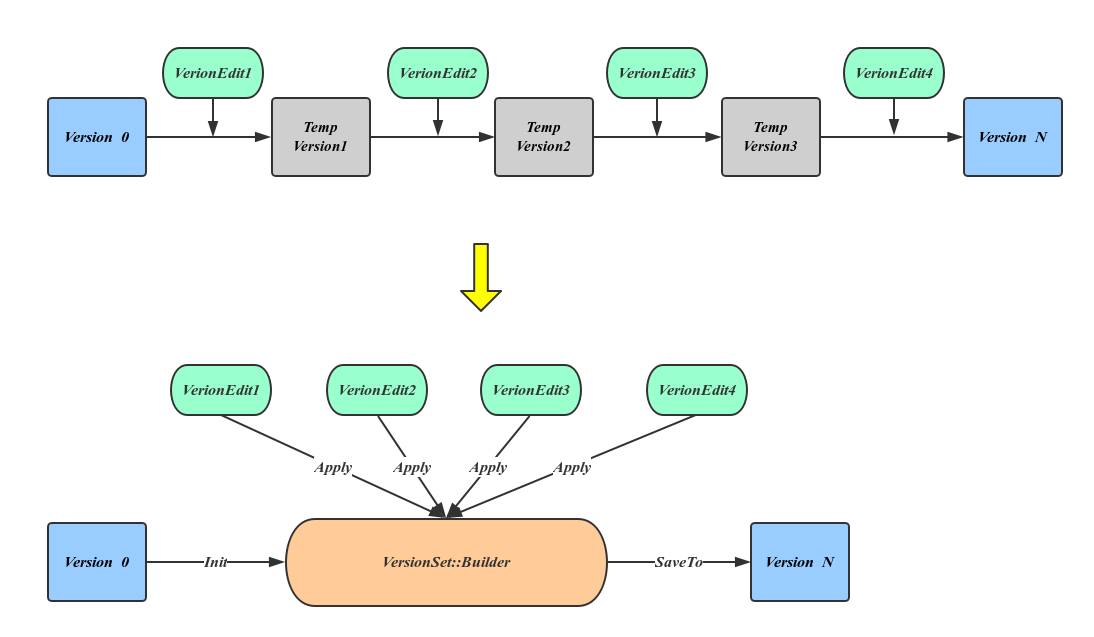 VerionEdit1
VerionEdit2
VerionEdit3
VerionEdit4
Version 0
Temp
Version1
Temp
Version2
Temp
Version3
Version N
VerionEdit1
VerionEdit2
VerionEdit3
VerionEdit4
Apply
Apply
Apply
Apply
Version 0
Init
VersionSet::Builder
SaveTo
Version N